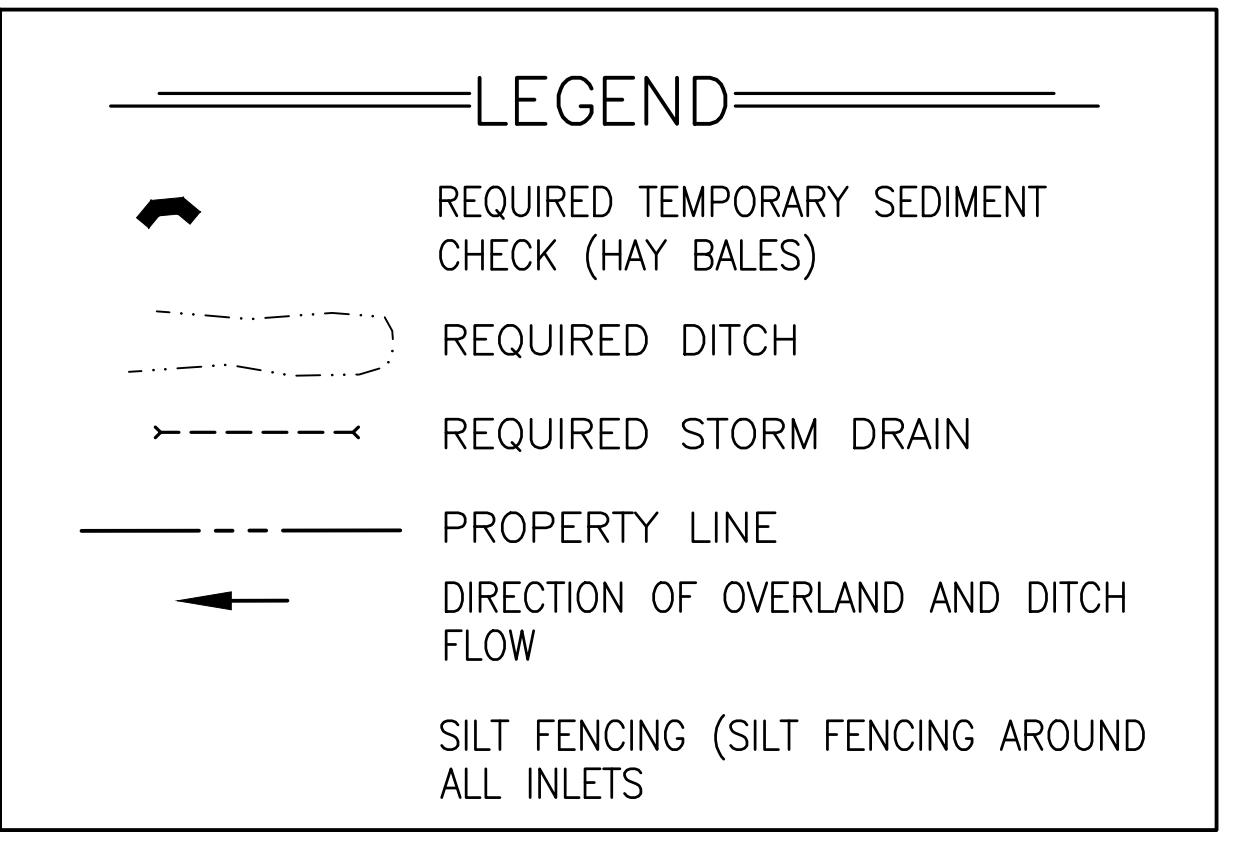 LEGEND
REQUIRED TEMPORARY SEDIMENT
CHECK (HAY BALES)
REQUIRED DITCH
REQUIRED STORM DRAIN
PROPERTY LINE
DIRECTION OF OVERLAND AND DITCH
FLOW
SILT FENCING (SILT FENCING AROUND
ALL INLETS